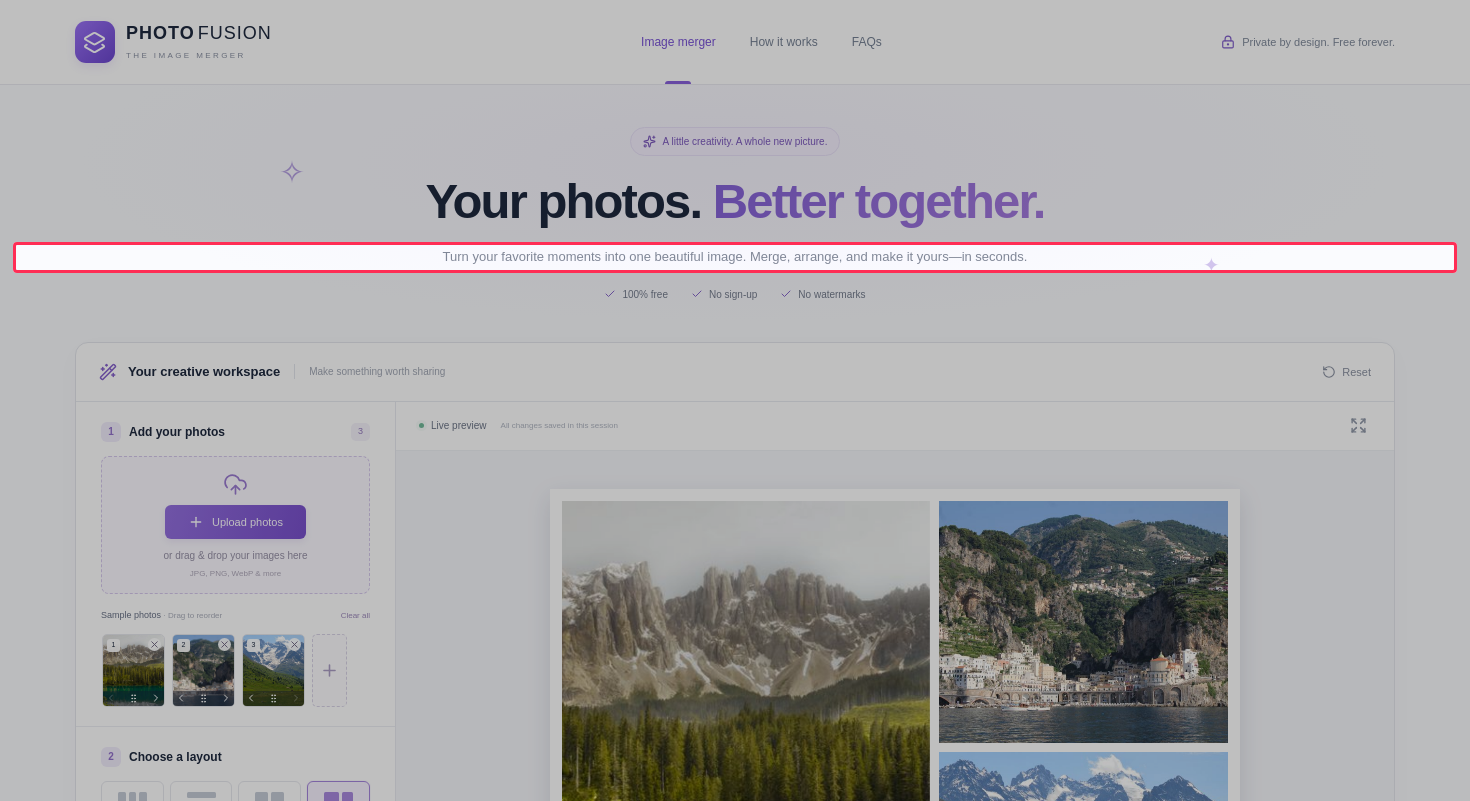 PHOTO FUSION
THE IMAGE MERGER
Image merger
How it works
FAQs
Private by design. Free forever.
A little creativity. A whole new picture.
Your photos. Better together.
Turn your favorite moments into one beautiful image. Merge, arrange, and make it yours—in seconds.
100% free
No sign-up
No watermarks
Your creative workspace
Make something worth sharing
Reset
1
Add your photos
3
Live preview
All changes saved in this session
Upload photos
or drag & drop your images here
JPG, PNG, WebP & more
Sample photos · Drag to reorder
Clear all
1
2
3
2
Choose a layout